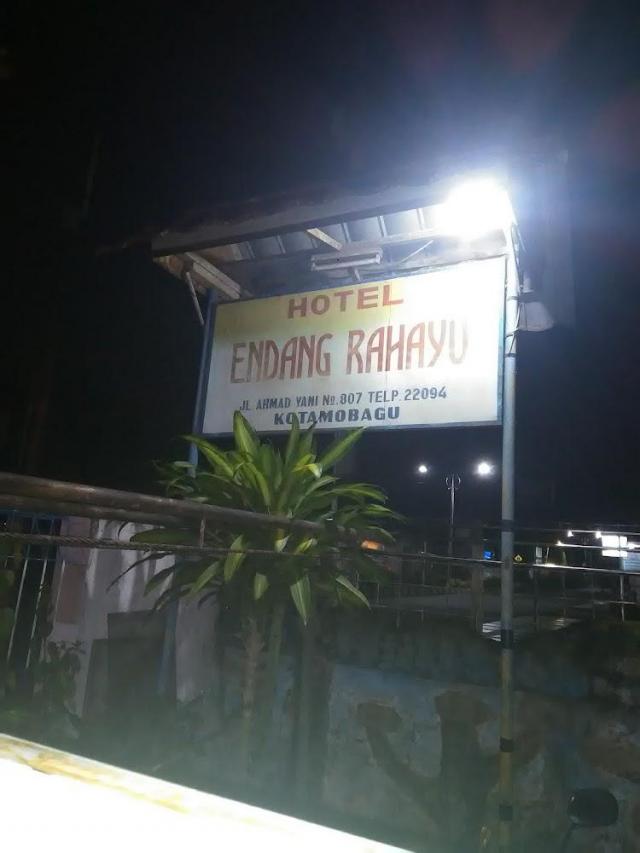 HOTEL
ENDANG RAHAYU
JL. AHMAD YANI No. 807 TELP. 22094
KOTAMOBAGU